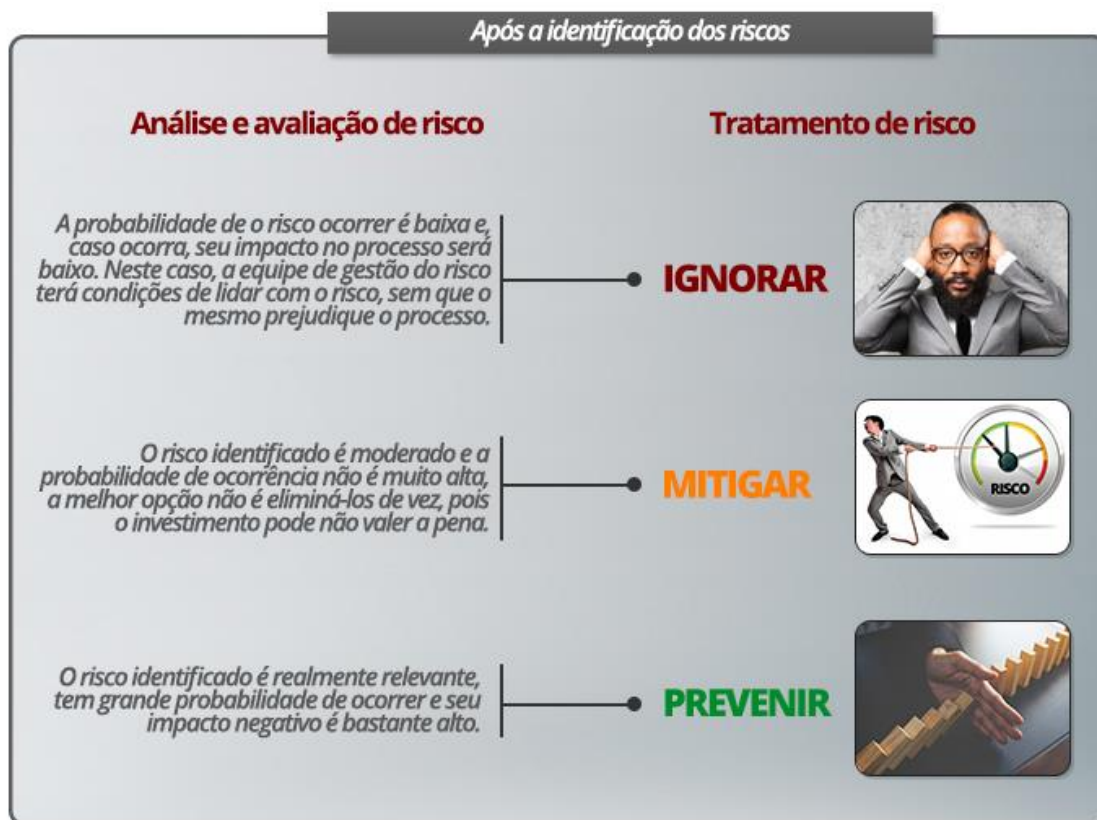 Após a identificação dos riscos
Análise e avaliação de risco
Tratamento de risco
A probabilidade de o risco ocorrer é baixa e,
caso ocorra, seu impacto no processo será
baixo. Neste caso, a equipe de gestão do risco
terá condições de lidar com o risco, sem que o
mesmo prejudique o processo.
IGNORAR
O risco identificado é moderado e a
probabilidade de ocorrência não é muito alta,
a melhor opção não é eliminá-los de vez, pois
o investimento pode não valer a pena.
MITIGAR
RISCO
O risco identificado é realmente relevante,
tem grande probabilidade de ocorrer e seu
impacto negativo é bastante alto.
PREVENIR